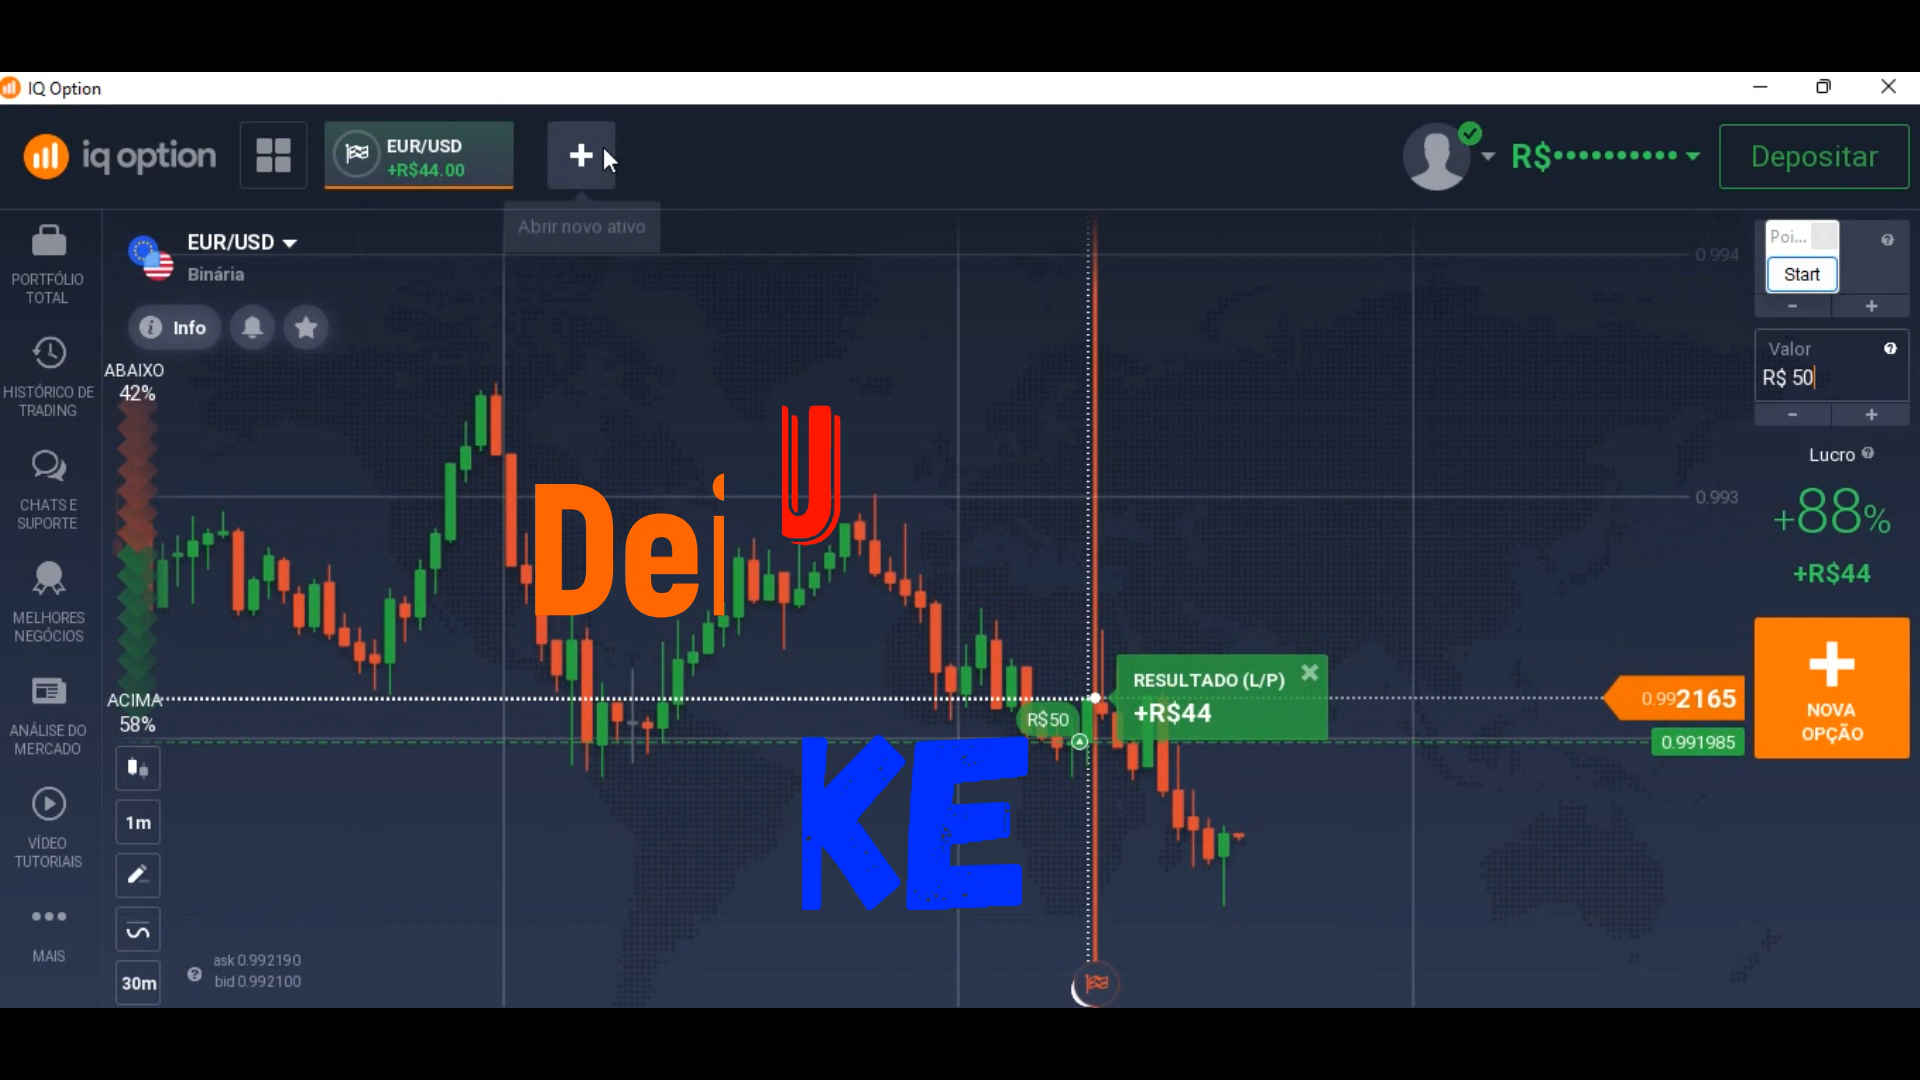 IQ Option
iq option
EUR/USD
+R$44.00
R$
Depositar
Abrir novo ativo
EUR/USD
Binária
Info
PORTFÓLIO
TOTAL
HISTÓRICO DE
TRADING
CHATS E
SUPORTE
MELHORES
NEGÓCIOS
ANÁLISE DO
MERCADO
VÍDEO
TUTORIAIS
MAIS
ABAIXO
42%
ACIMA
58%
1m
30m
ask 0.992190
bid 0.992100
Dei
U
KE
R$50
RESULTADO (L/P)
+R$44
0.994
0.993
0.992165
0.991985
Poi...
Start
Valor
R$ 50
Lucro
+88%
+R$44
NOVA
OPÇÃO